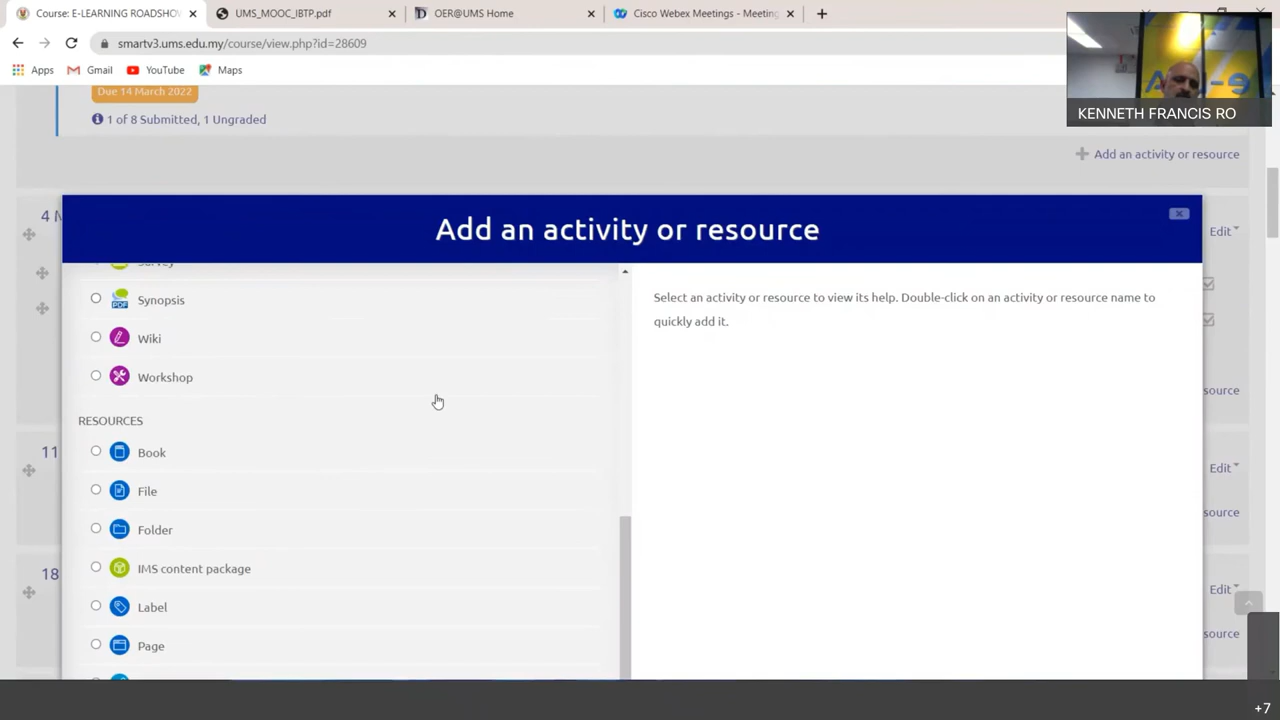 Course: E-LEARNING ROADSHOW
UMS_MOOC_IBTP.pdf
OER@UMS Home
Cisco Webex Meetings - Meeting
smartv3.ums.edu.my/course/view.php?id=28609
Apps
Gmail
YouTube
Maps
KENNETH FRANCIS RO
Due 14 March 2022
1 of 8 Submitted, 1 Ungraded
Add an activity or resource
4 M
Edit
Add an activity or resource
Survey
Synopsis
Wiki
Workshop
RESOURCES
Book
File
Folder
IMS content package
Label
Page
Select an activity or resource to view its help. Double-click on an activity or resource name to
quickly add it.
source
11
Edit
source
18
Edit
source
+7